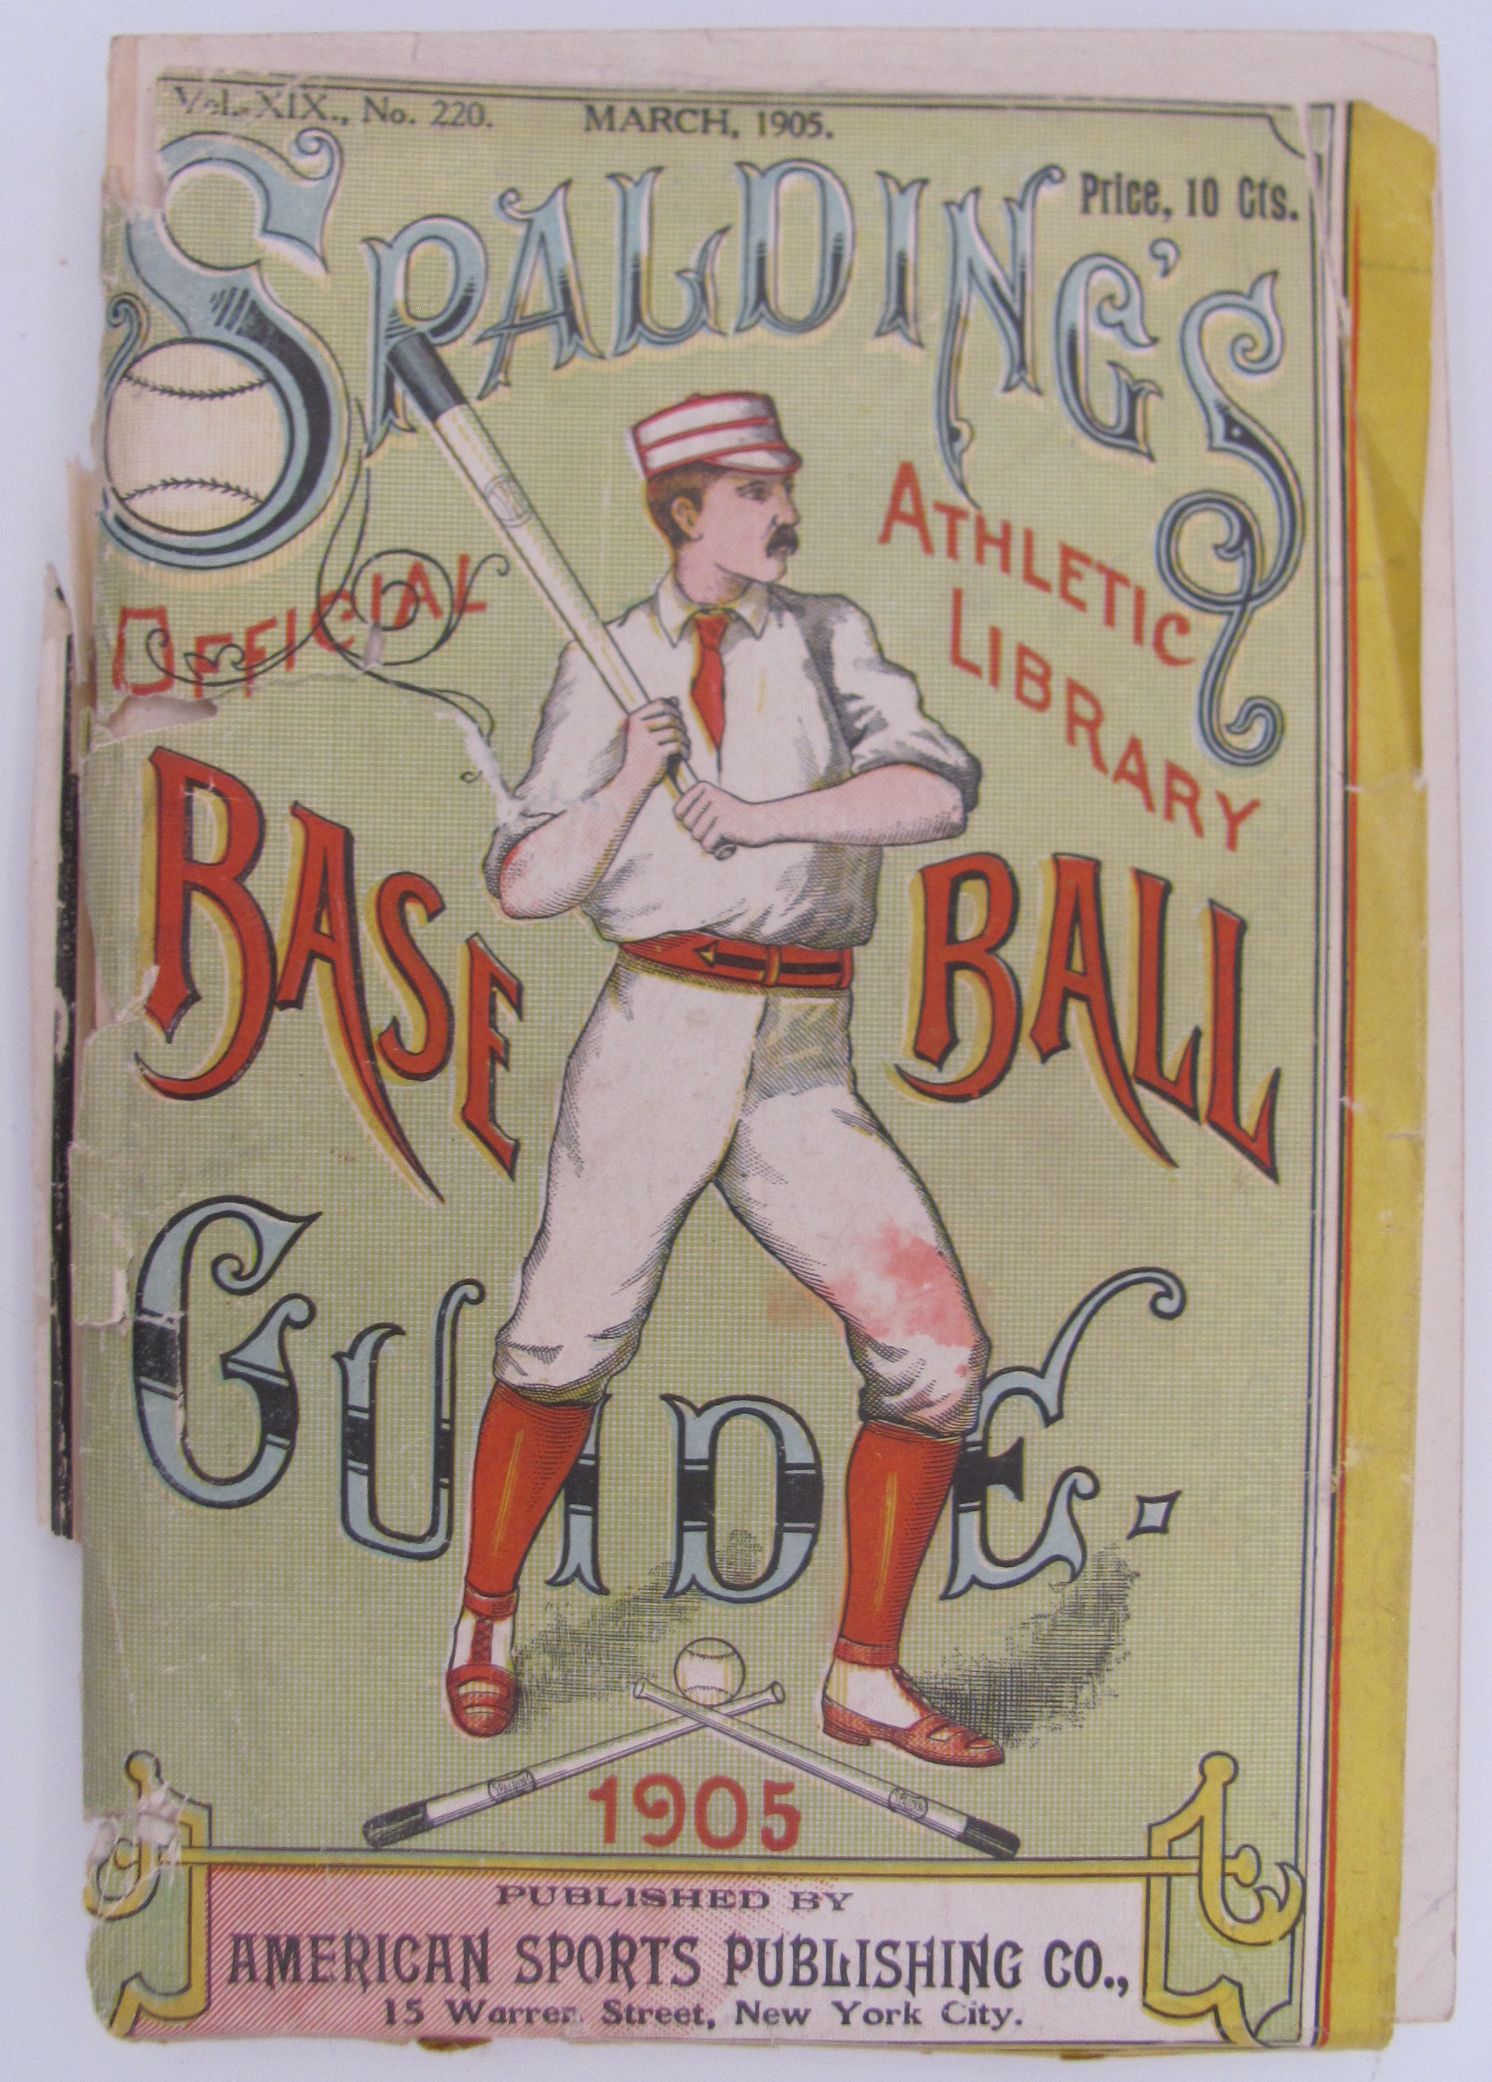 Vol. XIX., No. 220. MARCH, 1905.
Price, 10 Cts.
SPALDING'S
ATHLETIC
LIBRARY
OFFICIAL
BASE BALL
GUIDE.
SPALDING
1905
PUBLISHED BY
AMERICAN SPORTS PUBLISHING CO.,
15 Warren Street, New York City.